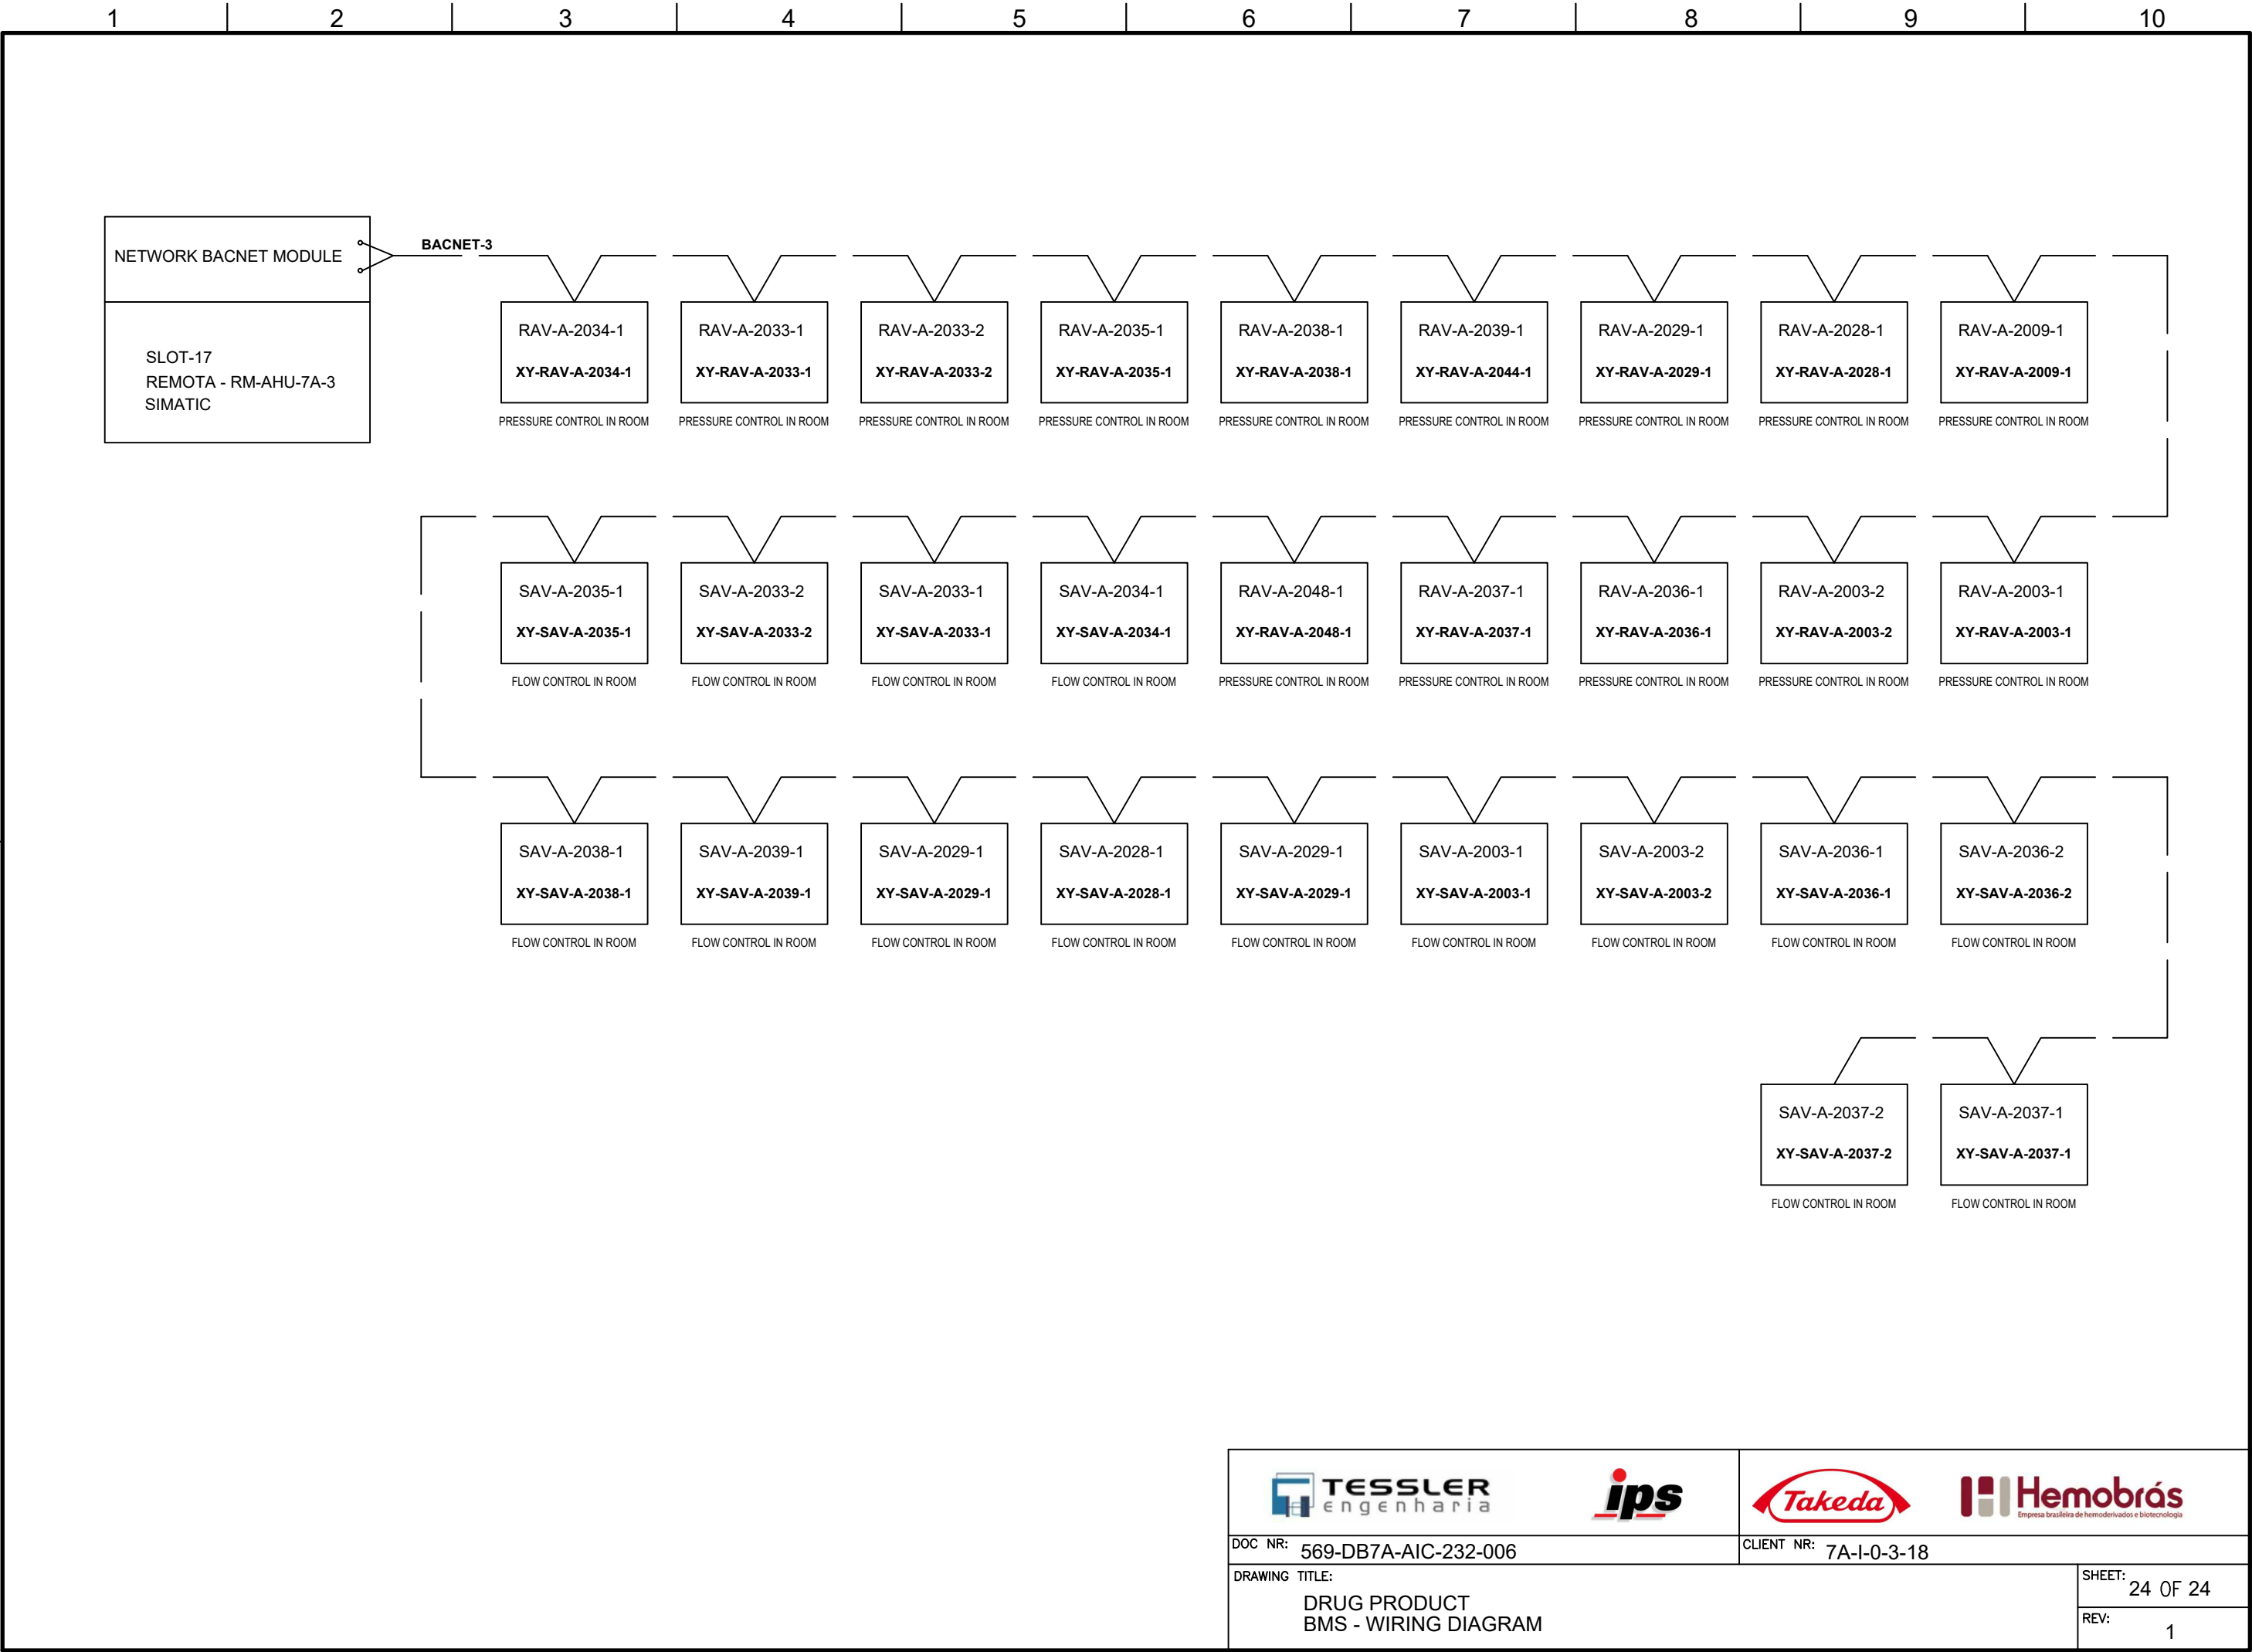 1 2 3 4 5 6 7 8 9 10
NETWORK BACNET MODULE
BACNET-3
SLOT-17
REMOTA - RM-AHU-7A-3
SIMATIC
RAV-A-2034-1 RAV-A-2033-1 RAV-A-2033-2 RAV-A-2035-1 RAV-A-2038-1 RAV-A-2039-1 RAV-A-2029-1 RAV-A-2028-1 RAV-A-2009-1
XY-RAV-A-2034-1 XY-RAV-A-2033-1 XY-RAV-A-2033-2 XY-RAV-A-2035-1 XY-RAV-A-2038-1 XY-RAV-A-2044-1 XY-RAV-A-2029-1 XY-RAV-A-2028-1 XY-RAV-A-2009-1
PRESSURE CONTROL IN ROOM PRESSURE CONTROL IN ROOM PRESSURE CONTROL IN ROOM PRESSURE CONTROL IN ROOM PRESSURE CONTROL IN ROOM PRESSURE CONTROL IN ROOM PRESSURE CONTROL IN ROOM PRESSURE CONTROL IN ROOM PRESSURE CONTROL IN ROOM
SAV-A-2035-1 SAV-A-2033-2 SAV-A-2033-1 SAV-A-2034-1 RAV-A-2048-1 RAV-A-2037-1 RAV-A-2036-1 RAV-A-2003-2 RAV-A-2003-1
XY-SAV-A-2035-1 XY-SAV-A-2033-2 XY-SAV-A-2033-1 XY-SAV-A-2034-1 XY-RAV-A-2048-1 XY-RAV-A-2037-1 XY-RAV-A-2036-1 XY-RAV-A-2003-2 XY-RAV-A-2003-1
FLOW CONTROL IN ROOM FLOW CONTROL IN ROOM FLOW CONTROL IN ROOM FLOW CONTROL IN ROOM PRESSURE CONTROL IN ROOM PRESSURE CONTROL IN ROOM PRESSURE CONTROL IN ROOM PRESSURE CONTROL IN ROOM PRESSURE CONTROL IN ROOM
SAV-A-2038-1 SAV-A-2039-1 SAV-A-2029-1 SAV-A-2028-1 SAV-A-2029-1 SAV-A-2003-1 SAV-A-2003-2 SAV-A-2036-1 SAV-A-2036-2
XY-SAV-A-2038-1 XY-SAV-A-2039-1 XY-SAV-A-2029-1 XY-SAV-A-2028-1 XY-SAV-A-2029-1 XY-SAV-A-2003-1 XY-SAV-A-2003-2 XY-SAV-A-2036-1 XY-SAV-A-2036-2
FLOW CONTROL IN ROOM FLOW CONTROL IN ROOM FLOW CONTROL IN ROOM FLOW CONTROL IN ROOM FLOW CONTROL IN ROOM FLOW CONTROL IN ROOM FLOW CONTROL IN ROOM FLOW CONTROL IN ROOM FLOW CONTROL IN ROOM
SAV-A-2037-2 SAV-A-2037-1
XY-SAV-A-2037-2 XY-SAV-A-2037-1
FLOW CONTROL IN ROOM FLOW CONTROL IN ROOM
TESSLER
engenharia
ips
Takeda
Hemobrás
Empresa brasileira de hemoderivados e biotecnologia
DOC NR: 569-DB7A-AIC-232-006
CLIENT NR: 7A-I-0-3-18
DRAWING TITLE:
DRUG PRODUCT
BMS - WIRING DIAGRAM
SHEET: 24 OF 24
REV: 1